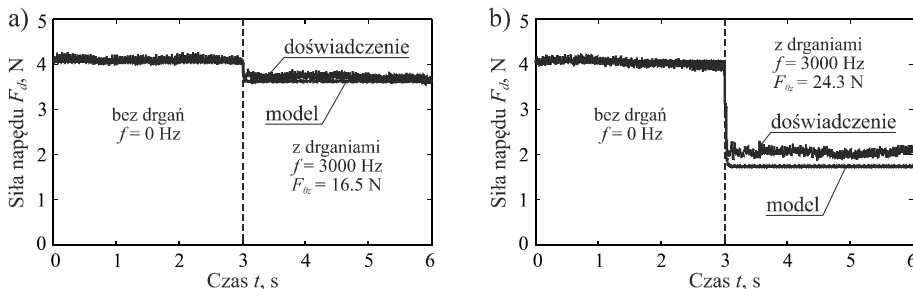 a)
Siła napędu Fd, N
5
4
3
2
1
0
doświadczenie
model
bez drgań
f = 0 Hz
z drganiami
f = 3000 Hz
F0z = 16.5 N
0 1 2 3 4 5 6
Czas t, s
b)
Siła napędu Fd, N
5
4
3
2
1
0
z drganiami
f = 3000 Hz
F0z = 24.3 N
bez drgań
f = 0 Hz
doświadczenie
model
0 1 2 3 4 5 6
Czas t, s